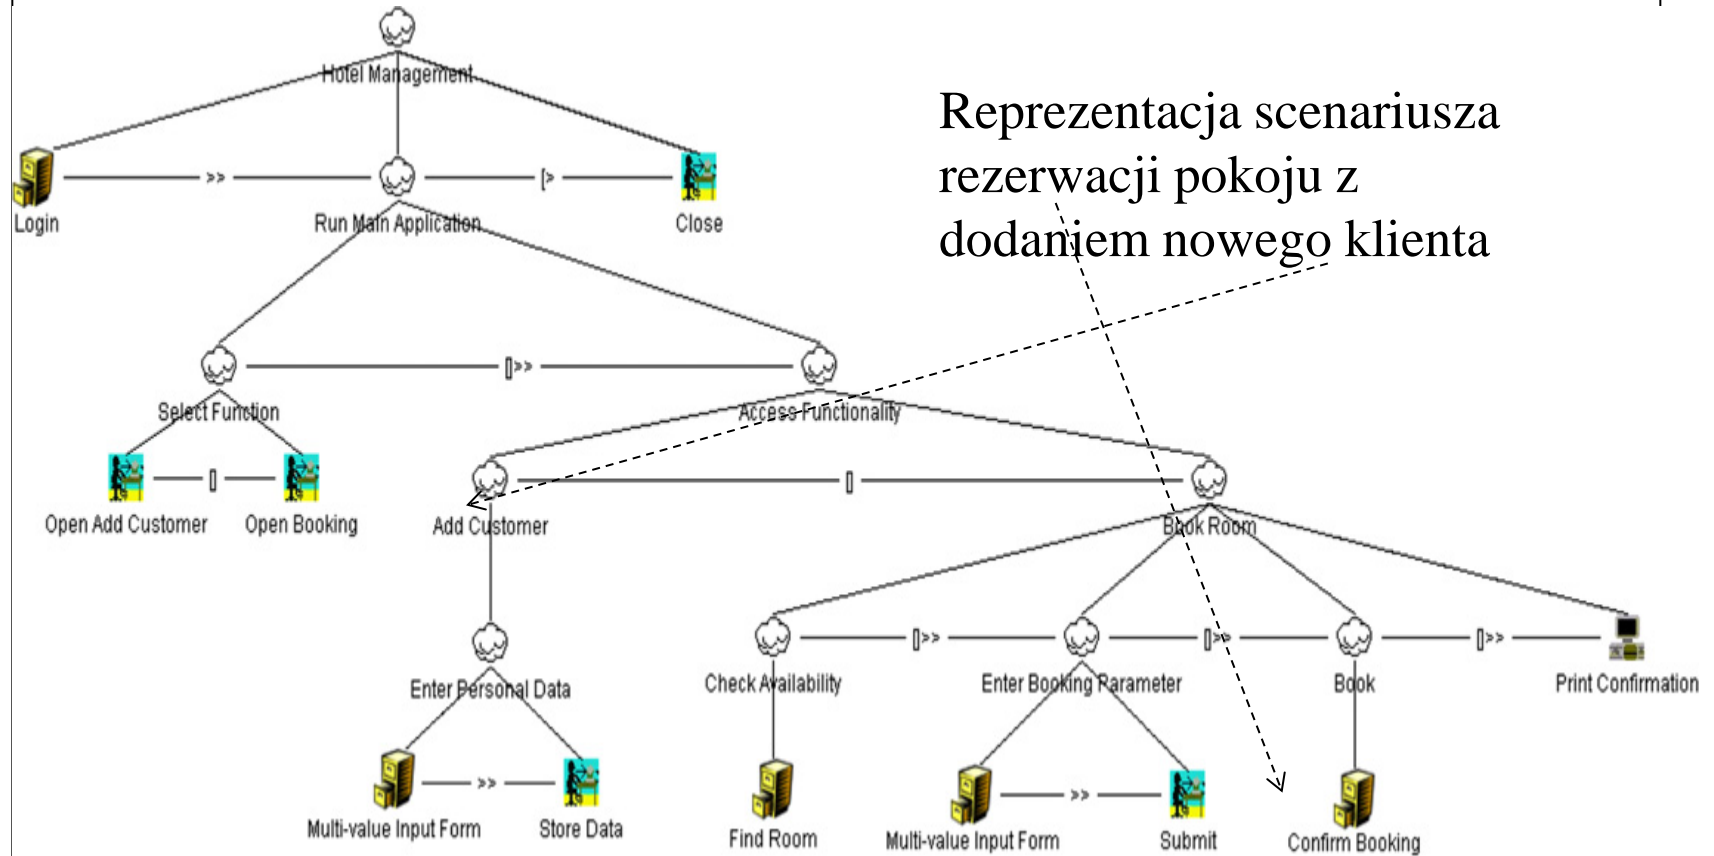 Hotel Management
Reprezentacja scenariusza
rezerwacji pokoju z
dodaniem nowego klienta
>> [>
Login Run Main Application Close
[]>>
Select Function Access Functionality
[] []
Open Add Customer Open Booking Add Customer Book Room
[]>> []>> []>>
Enter Personal Data Check Availability Enter Booking Parameter Book Print Confirmation
>> >>
Multi-value Input Form Store Data Find Room Multi-value Input Form Submit Confirm Booking